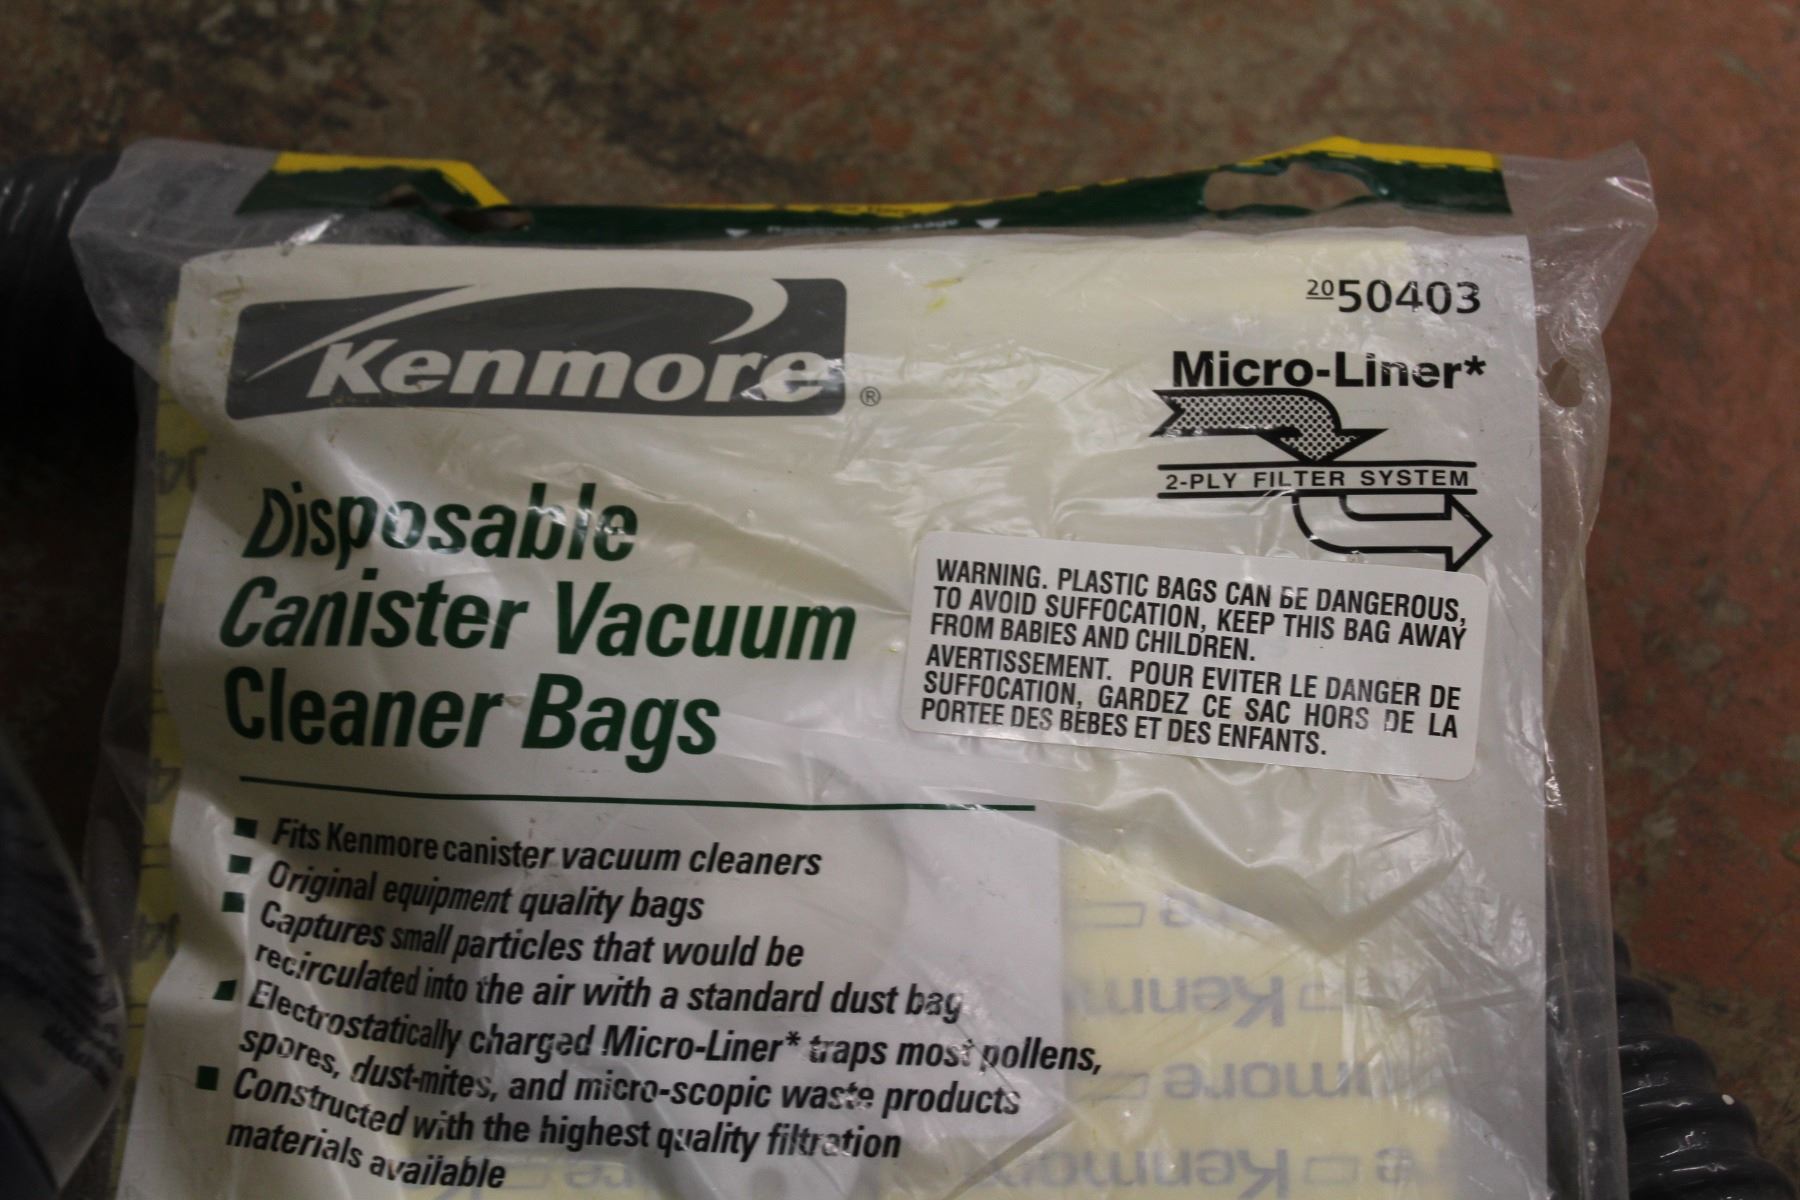 Kenmore®
2050403
Micro-Liner*
2-PLY FILTER SYSTEM
Disposable
Canister Vacuum
Cleaner Bags
WARNING. PLASTIC BAGS CAN BE DANGEROUS,
TO AVOID SUFFOCATION, KEEP THIS BAG AWAY
FROM BABIES AND CHILDREN.
AVERTISSEMENT. POUR EVITER LE DANGER DE
SUFFOCATION, GARDEZ CE SAC HORS DE LA
PORTEE DES BEBES ET DES ENFANTS.
Fits Kenmore canister vacuum cleaners
Original equipment quality bags
Captures small particles that would be
recirculated into the air with a standard dust bag
Electrostatically charged Micro-Liner* traps most pollens,
spores, dust-mites, and micro-scopic waste products
Constructed with the highest quality filtration
materials available